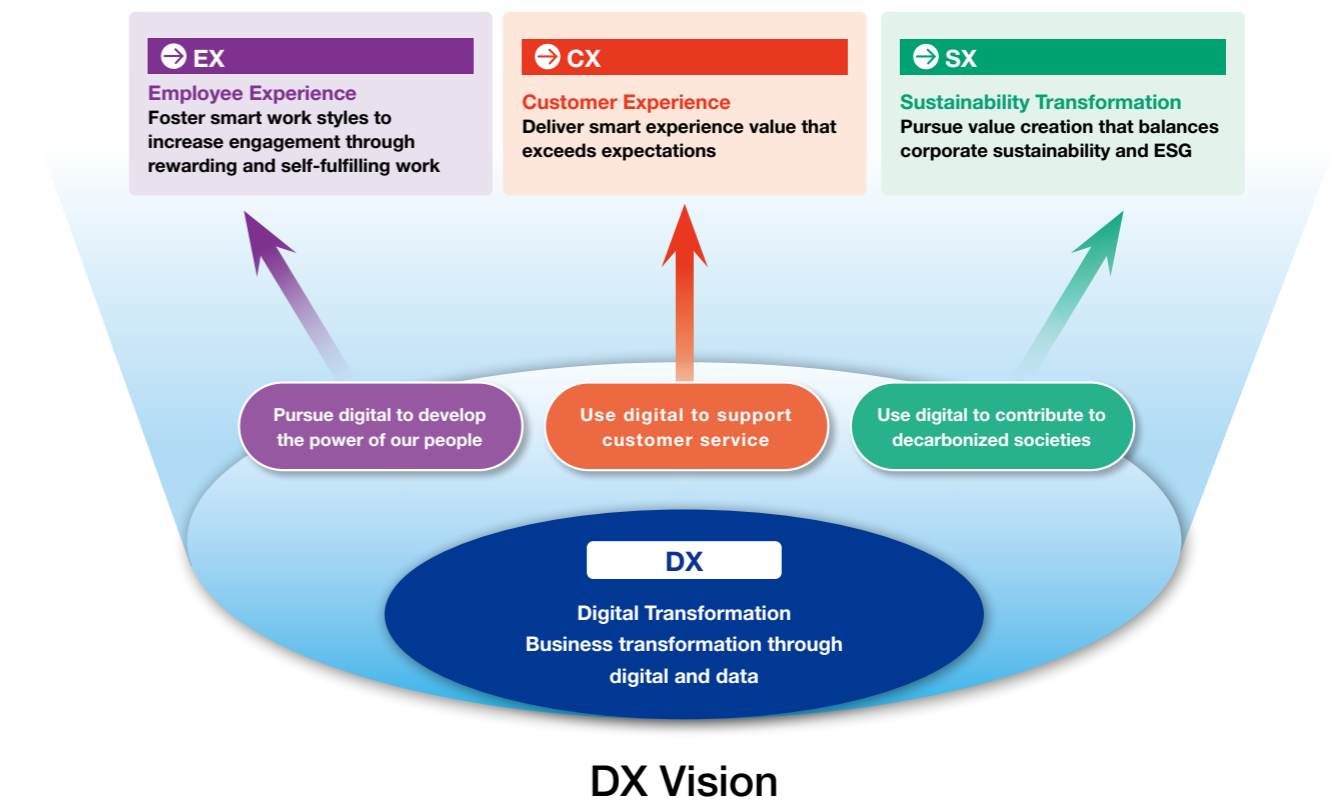 EX
Employee Experience
Foster smart work styles to
increase engagement through
rewarding and self-fulfilling work
CX
Customer Experience
Deliver smart experience value that
exceeds expectations
SX
Sustainability Transformation
Pursue value creation that balances
corporate sustainability and ESG
Pursue digital to develop
the power of our people
Use digital to support
customer service
Use digital to contribute to
decarbonized societies
DX
Digital Transformation
Business transformation through
digital and data
DX Vision